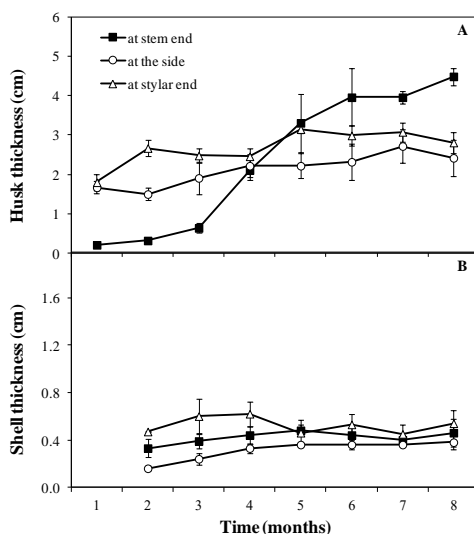 A
at stem end
at the side
at stylar end
Husk thickness (cm)
6
5
4
3
2
1
0
B
Shell thickness (cm)
1.6
1.2
0.8
0.4
0.0
1 2 3 4 5 6 7 8
Time (months)